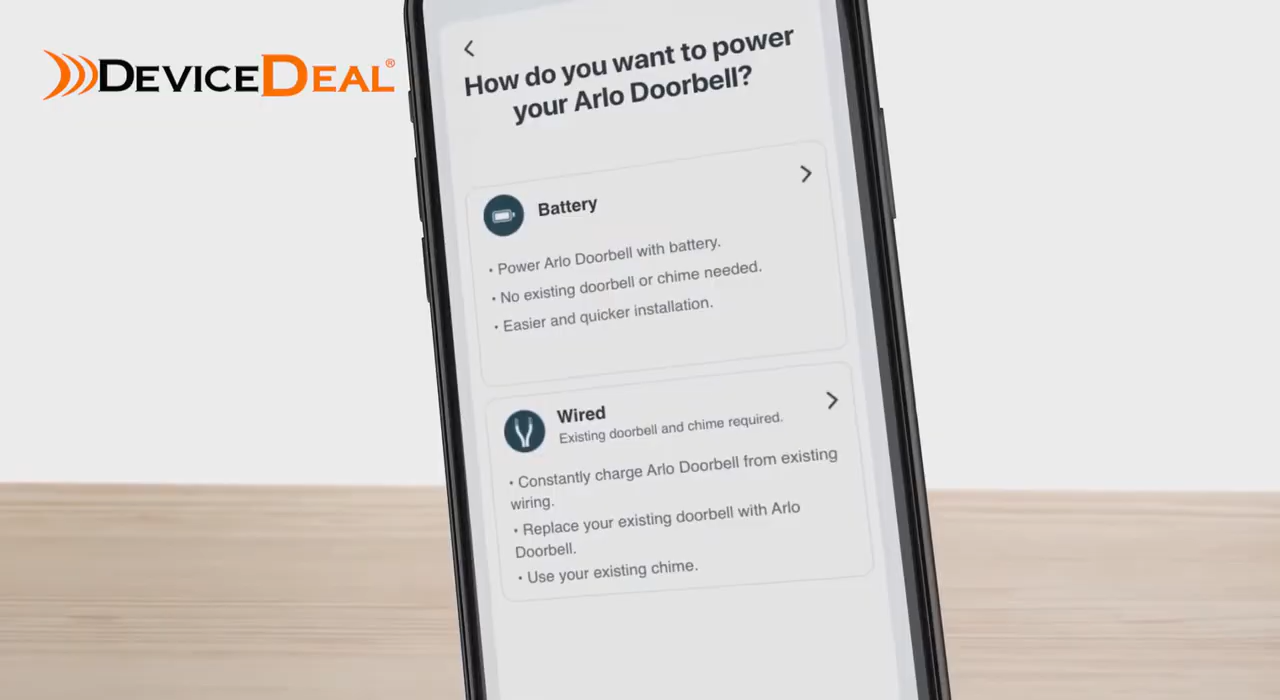 DEVICEDEAL®
How do you want to power
your Arlo Doorbell?
Battery
• Power Arlo Doorbell with battery.
• No existing doorbell or chime needed.
• Easier and quicker installation.
Wired
Existing doorbell and chime required.
• Constantly charge Arlo Doorbell from existing
wiring.
• Replace your existing doorbell with Arlo
Doorbell.
• Use your existing chime.